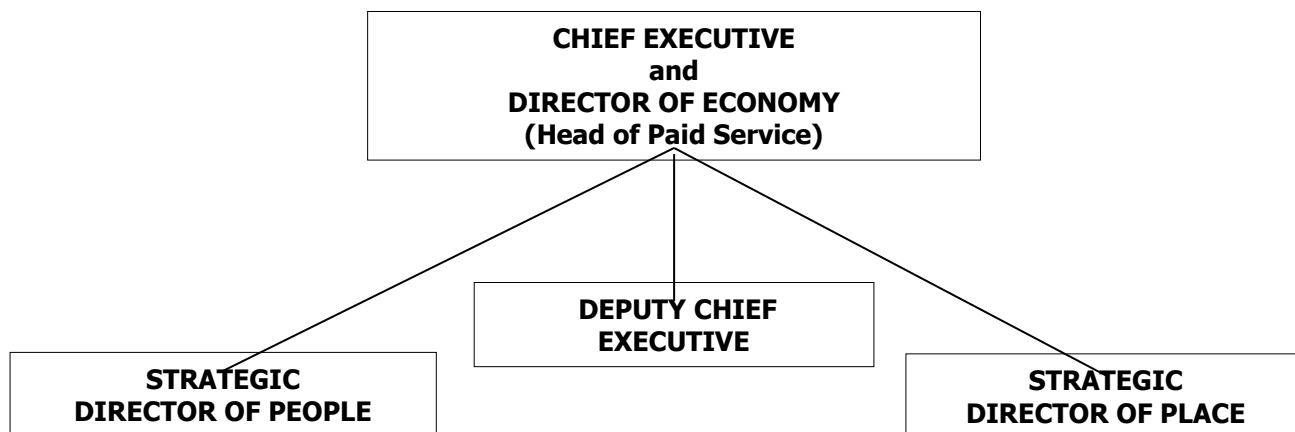 CHIEF EXECUTIVE
and
DIRECTOR OF ECONOMY
(Head of Paid Service)
DEPUTY CHIEF
EXECUTIVE
STRATEGIC
DIRECTOR OF PEOPLE
STRATEGIC
DIRECTOR OF PLACE